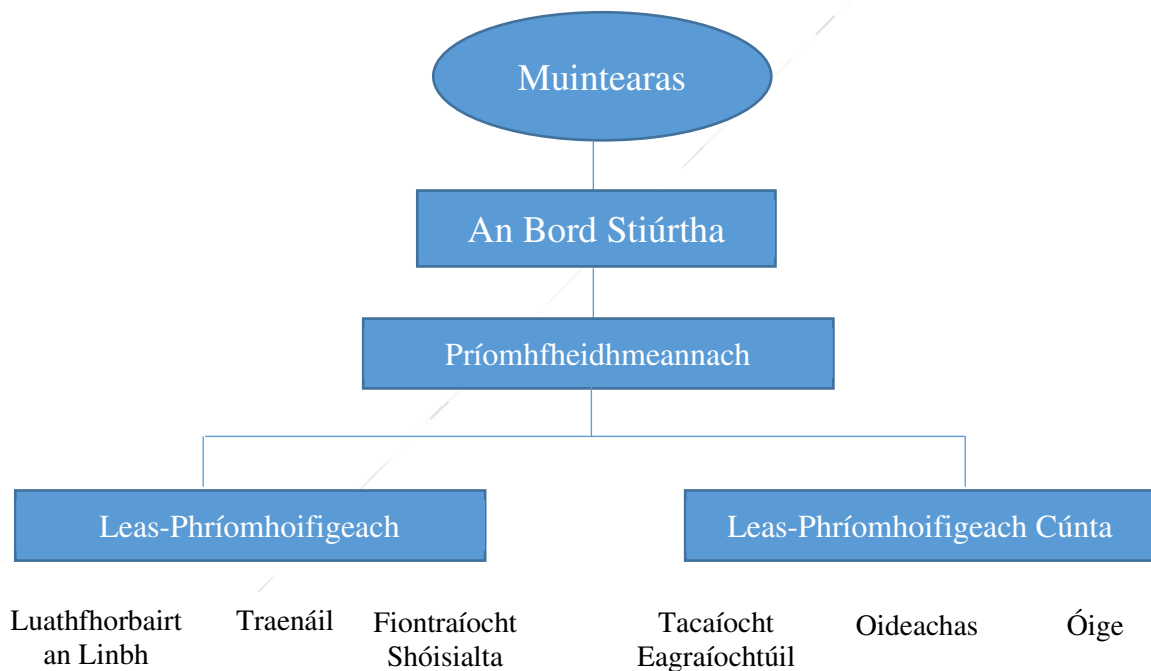 Muintearas
An Bord Stiúrtha
Príomhfheidhmeannach
Leas-Phríomhoifigeach
Leas-Phríomhoifigeach Cúnta
Luathfhorbairt
an Linbh
Traenáil
Fiontraíocht
Shóisialta
Tacaíocht
Eagraíochtúil
Oideachas
Óige